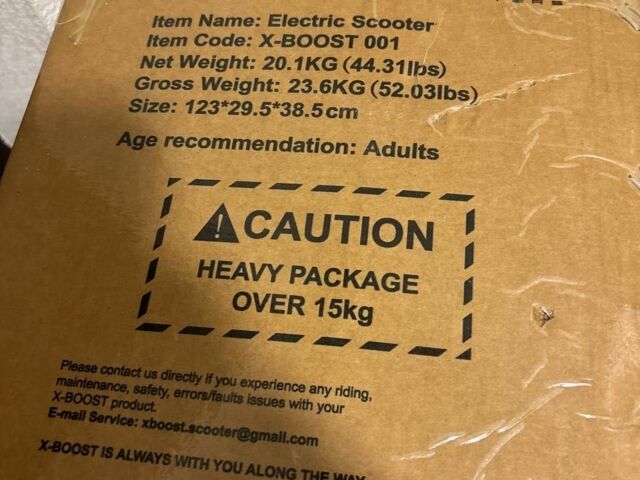 Item Name: Electric Scooter
Item Code: X-BOOST 001
Net Weight: 20.1KG (44.31lbs)
Gross Weight: 23.6KG (52.03lbs)
Size: 123*29.5*38.5cm
Age recommendation: Adults
CAUTION
HEAVY PACKAGE
OVER 15kg
Please contact us directly if you experience any riding,
maintenance, safety, errors/faults issues with your
X-BOOST product.
E-mail Service: xboost.scooter@gmail.com
X-BOOST IS ALWAYS WITH YOU ALONG THE WAY